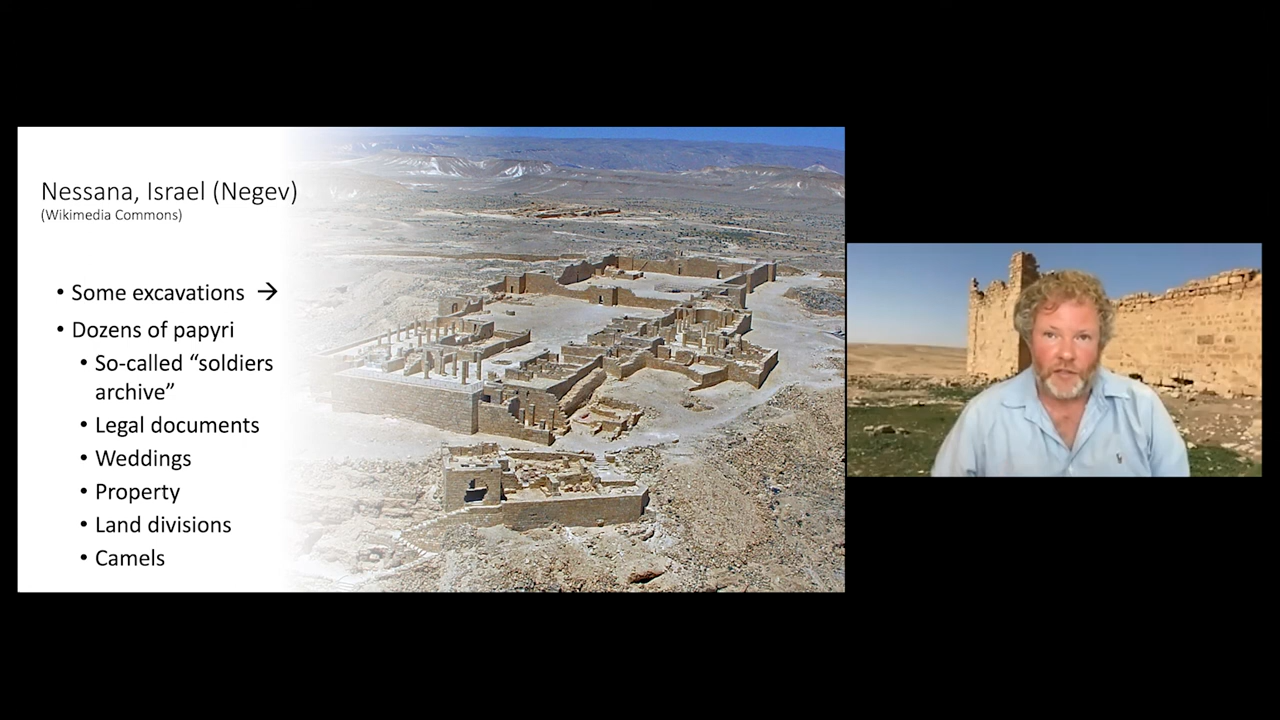 Nessana, Israel (Negev)
(Wikimedia Commons)
• Some excavations →
• Dozens of papyri
• So-called “soldiers
archive”
• Legal documents
• Weddings
• Property
• Land divisions
• Camels